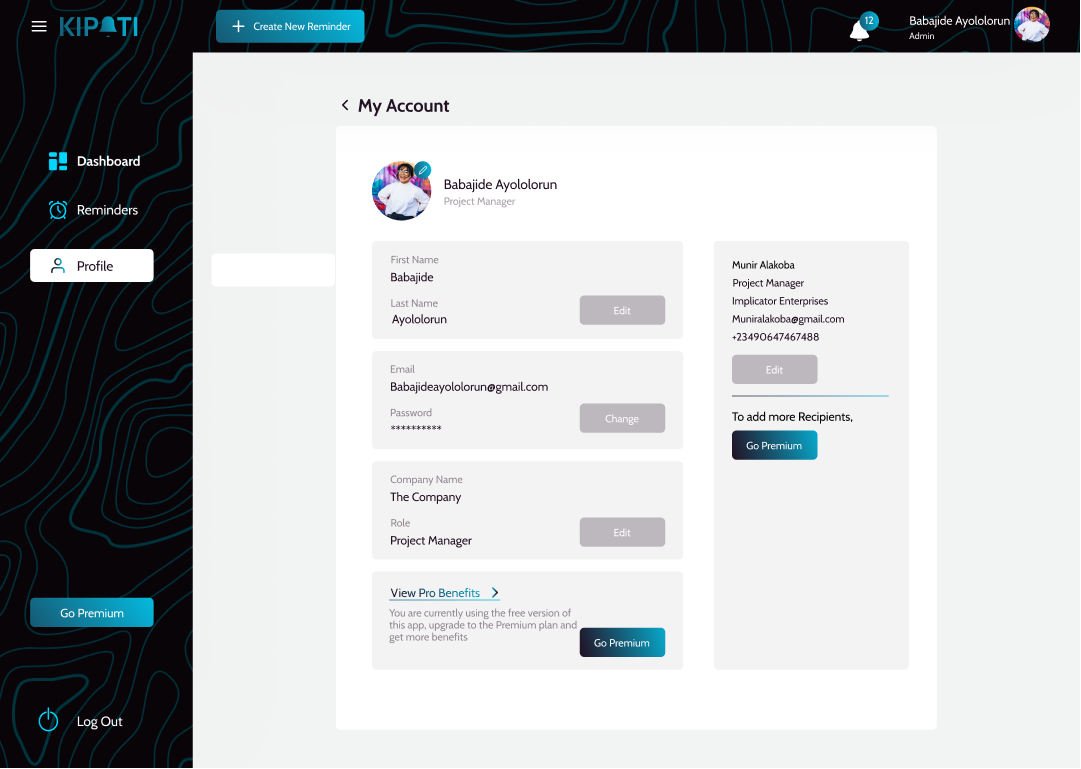 KIPATI
Create New Reminder
12
Babajide Ayololorun
Admin
My Account
Dashboard
Reminders
Profile
Go Premium
Log Out
Babajide Ayololorun
Project Manager
First Name
Babajide
Last Name
Ayololorun
Edit
Email
Babajideayololorun@gmail.com
Password
**********
Change
Company Name
The Company
Role
Project Manager
Edit
View Pro Benefits
You are currently using the free version of
this app, upgrade to the Premium plan and
get more benefits
Go Premium
Munir Alakoba
Project Manager
Implicator Enterprises
Muniralakoba@gmail.com
+23490647467488
Edit
To add more Recipients,
Go Premium